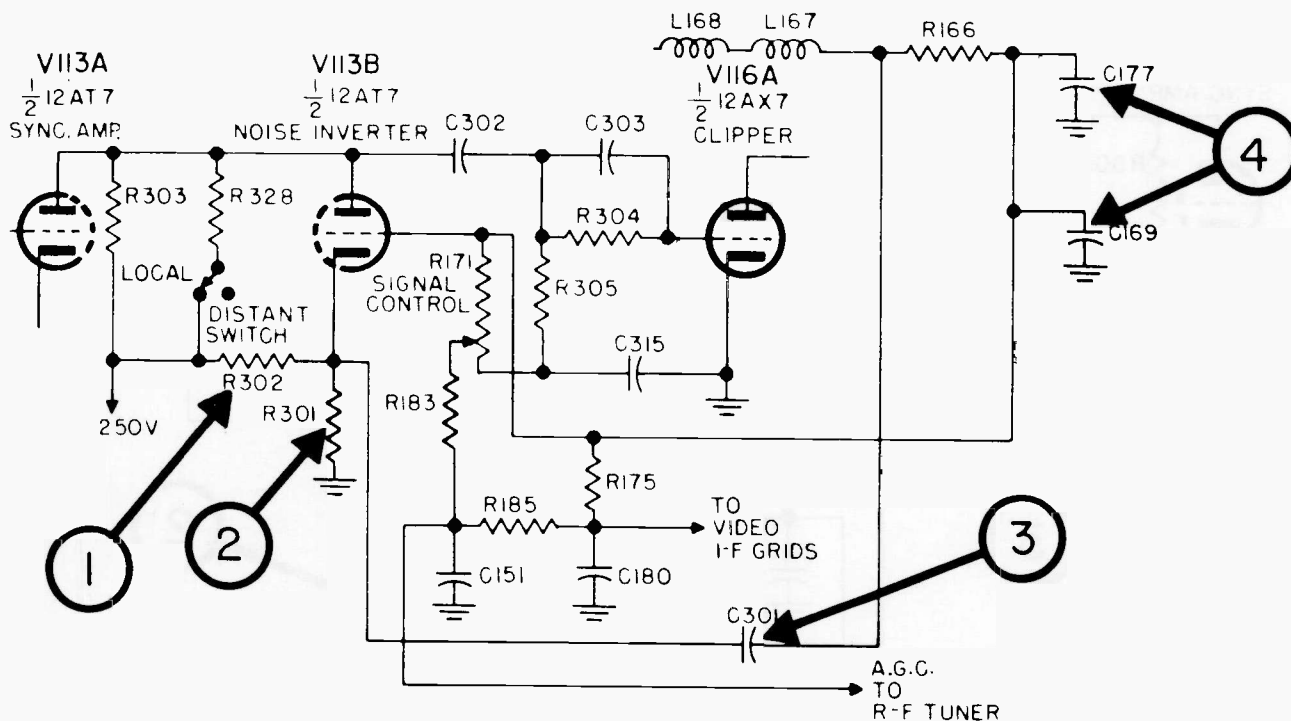 L168
L167
R166
V113A
1/2 12AT7
SYNC. AMP.
V113B
1/2 12AT7
NOISE INVERTER
V116A
1/2 12AX7
CLIPPER
C177
C302
C303
4
R303
R328
R304
C169
LOCAL
R171
SIGNAL
CONTROL
R305
DISTANT
SWITCH
C315
R302
R301
R183
250V
R175
1
2
R185
TO
VIDEO
I-F GRIDS
3
C151
C180
C301
A.G.C.
TO
R-F TUNER